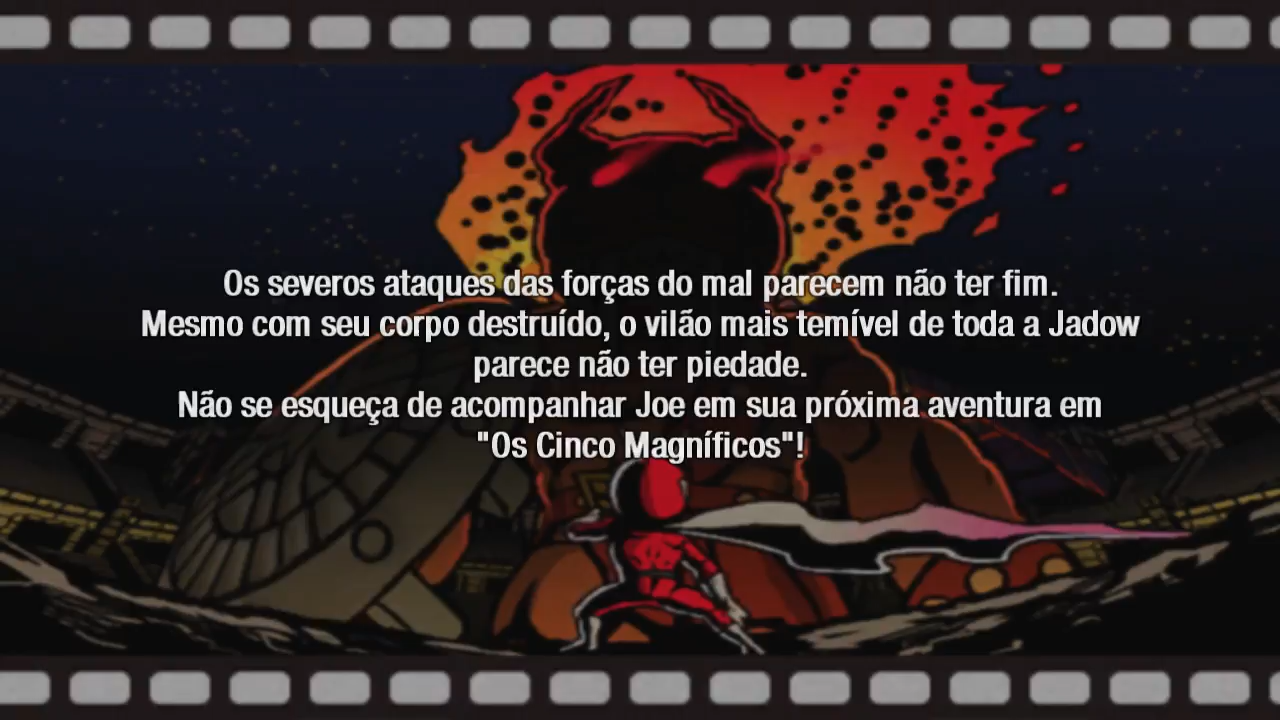 Os severos ataques das forças do mal parecem não ter fim.
Mesmo com seu corpo destruído, o vilão mais temível de toda a Jadow
parece não ter piedade.
Não se esqueça de acompanhar Joe em sua próxima aventura em
"Os Cinco Magníficos"!